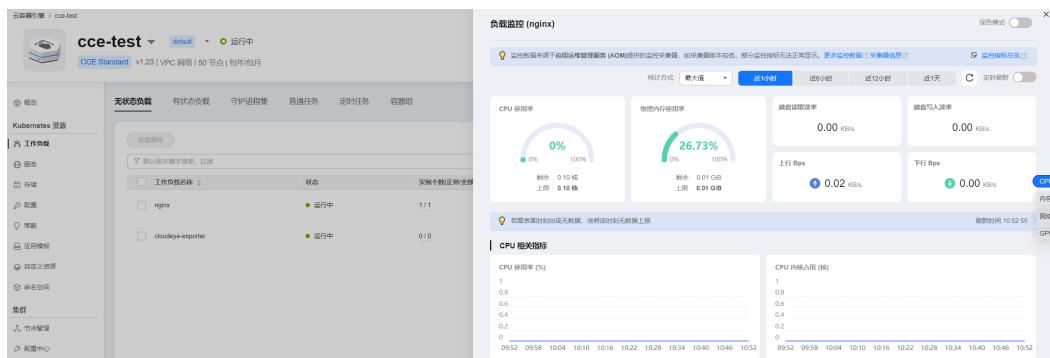 云容器引擎 / cce-test
cce-test
default
运行中
CCE Standard v1.23 | VPC 网络 | 50 节点 | 包年/包月
概览
Kubernetes 资源
工作负载
服务
存储
配置
策略
应用模板
自定义资源
命名空间
集群
节点管理
配置中心
无状态负载 有状态负载 守护进程集 普通任务 定时任务 容器组
批量删除
默认按关键字搜索、过滤
工作负载名称 状态 实例个数(正常/全部
nginx 运行中 1 / 1
cloudeye-exporter 运行中 0 / 0
负载监控 (nginx)
深色模式
监控数据来源于应用运维管理服务 (AOM)提供的监控采集器，如采集器版本较低，部分监控指标无法正常显示。更多监控数据 采集器信息
监控指标总览
统计方式 最大值 近1小时 近6小时 近12小时 近1天 C 定时刷新
CPU 使用率
0%
0% 100%
剩余 0.10 核
上限 0.10 核
物理内存使用率
26.73%
0% 100%
剩余 0.01 GiB
上限 0.01 GiB
磁盘读取速率
0.00 KB/s
磁盘写入速率
0.00 KB/s
上行 Bps
0.02 KB/s
下行 Bps
0.00 KB/s
CPU
内存
网络
GPU
若图表某时刻出现无数据，说明该时刻无数据上报
刷新时间 10:52:55
CPU 相关指标
CPU 使用率 (%)
1
0.8
0.6
0.4
0.2
0
09:52 09:58 10:04 10:10 10:16 10:22 10:28 10:34 10:40 10:46 10:52
CPU 内核占用 (核)
1
0.8
0.6
0.4
0.2
0
09:52 09:58 10:04 10:10 10:16 10:22 10:28 10:34 10:40 10:46 10:52